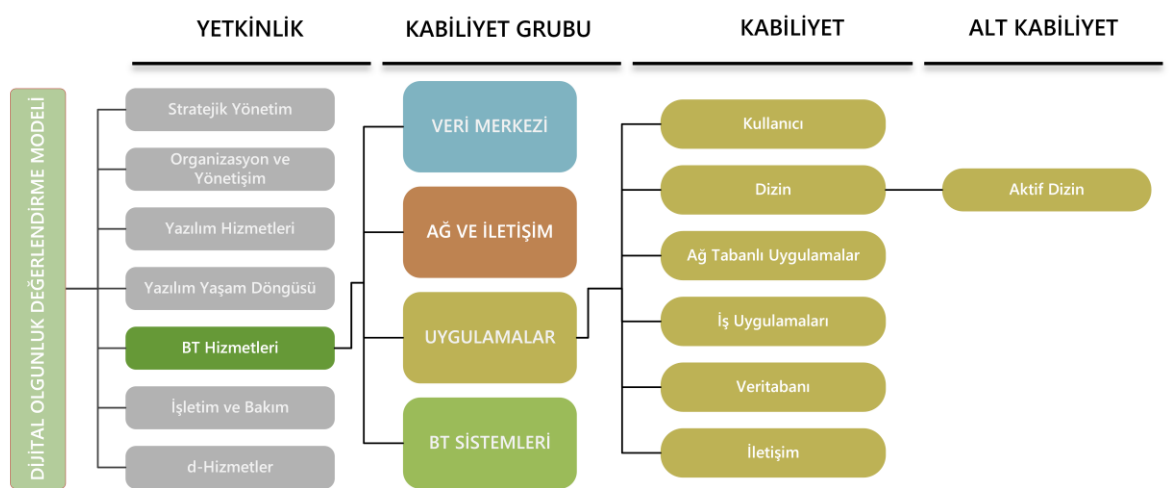 YETKİNLİK
KABİLİYET GRUBU
KABİLİYET
ALT KABİLİYET
DİJİTAL OLGUNLUK DEĞERLENDİRME MODELİ
Stratejik Yönetim
Organizasyon ve
Yönetişim
Yazılım Hizmetleri
Yazılım Yaşam Döngüsü
BT Hizmetleri
İşletim ve Bakım
d-Hizmetler
VERİ MERKEZİ
AĞ VE İLETİŞİM
UYGULAMALAR
BT SİSTEMLERİ
Kullanıcı
Dizin
Ağ Tabanlı Uygulamalar
İş Uygulamaları
Veritabanı
İletişim
Aktif Dizin